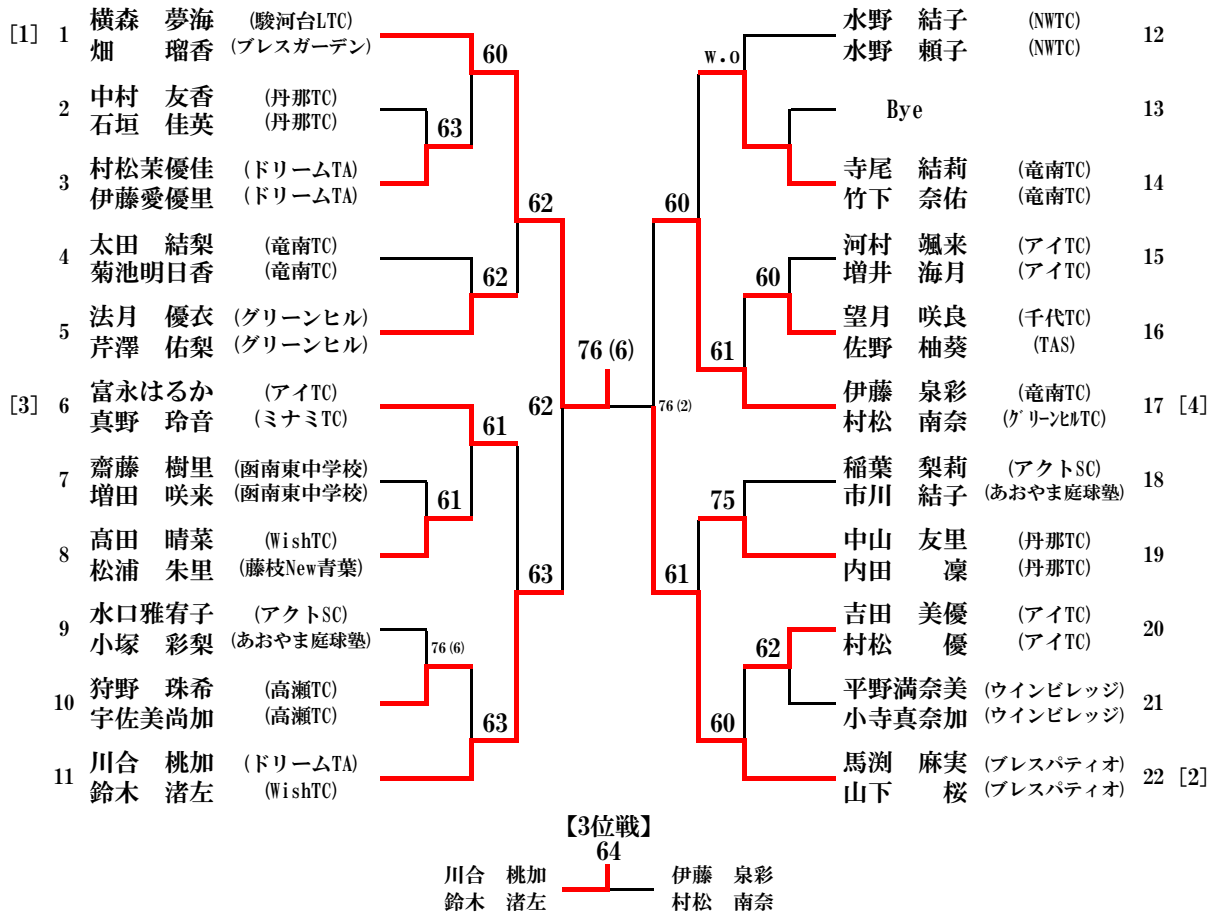 [1] 1 横森 夢海 (駿河台LTC)
畑 瑠香 (ブレスガーデン)
60
2 中村 友香 (丹那TC)
石垣 佳英 (丹那TC)
63
3 村松茉優佳 (ドリームTA)
伊藤愛優里 (ドリームTA)
62
4 太田 結梨 (竜南TC)
菊池明日香 (竜南TC)
62
5 法月 優衣 (グリーンヒル)
芹澤 佑梨 (グリーンヒル)
[3] 6 富永はるか (アイTC)
真野 玲音 (ミナミTC)
62
61
7 齋藤 樹里 (函南東中学校)
増田 咲来 (函南東中学校)
61
8 高田 晴菜 (WishTC)
松浦 朱里 (藤枝New青葉)
63
9 水口雅宥子 (アクトSC)
小塚 彩梨 (あおやま庭球塾)
76(6)
10 狩野 珠希 (高瀬TC)
宇佐美尚加 (高瀬TC)
63
11 川合 桃加 (ドリームTA)
鈴木 渚左 (WishTC)
76(6)
水野 結子 (NWTC) 12
水野 頼子 (NWTC)
w.o
Bye 13
寺尾 結莉 (竜南TC) 14
竹下 奈佑 (竜南TC)
60
河村 颯来 (アイTC) 15
増井 海月 (アイTC)
60
望月 咲良 (千代TC) 16
佐野 柚葵 (TAS)
61
伊藤 泉彩 (竜南TC) 17 [4]
村松 南奈 (グリーンヒルTC)
76(2)
稲葉 梨莉 (アクトSC) 18
市川 結子 (あおやま庭球塾)
75
中山 友里 (丹那TC) 19
内田 凜 (丹那TC)
61
吉田 美優 (アイTC) 20
村松 優 (アイTC)
62
平野満奈美 (ウインビレッジ) 21
小寺真奈加 (ウインビレッジ)
60
馬渕 麻実 (ブレスパティオ) 22 [2]
山下 桜 (ブレスパティオ)
【3位戦】
64
川合 桃加 伊藤 泉彩
鈴木 渚左 村松 南奈